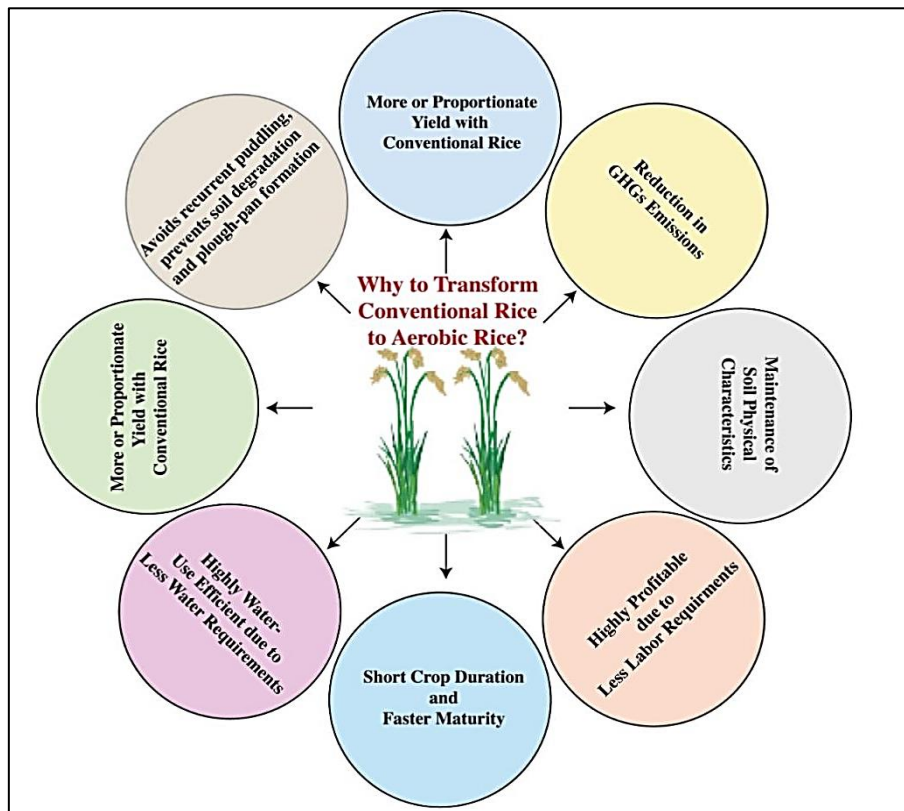 More or Proportionate
Yield with
Conventional Rice
Reduction in
GHGs Emissions
Maintenance of
Soil Physical
Characteristics
Highly Profitable
due to
Less Labor Requirments
Short Crop Duration
and
Faster Maturity
Highly Water-
Use Efficient due to
Less Water Requirements
More or Proportionate
Yield with
Conventional Rice
Avoids recurrent puddling,
prevents soil degradation
and plough-pan formation
Why to Transform
Conventional Rice
to Aerobic Rice?